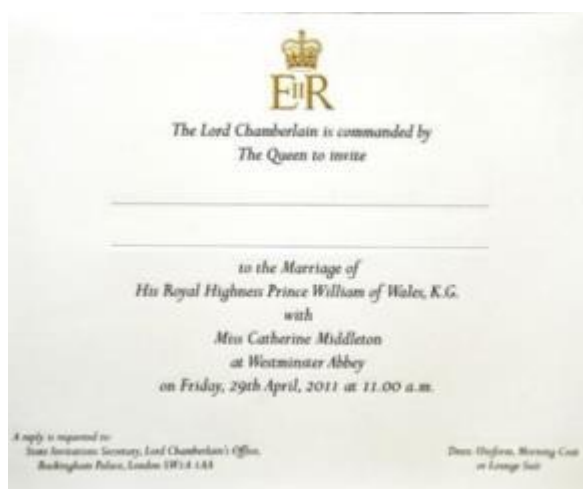 EIIR
The Lord Chamberlain is commanded by
The Queen to invite
to the Marriage of
His Royal Highness Prince William of Wales, K.G.
with
Miss Catherine Middleton
at Westminster Abbey
on Friday, 29th April, 2011 at 11.00 a.m.
A reply is requested to:
State Invitations Secretary, Lord Chamberlain's Office,
Buckingham Palace, London SW1A 1AA
Dress: Uniform, Morning Coat
or Lounge Suit